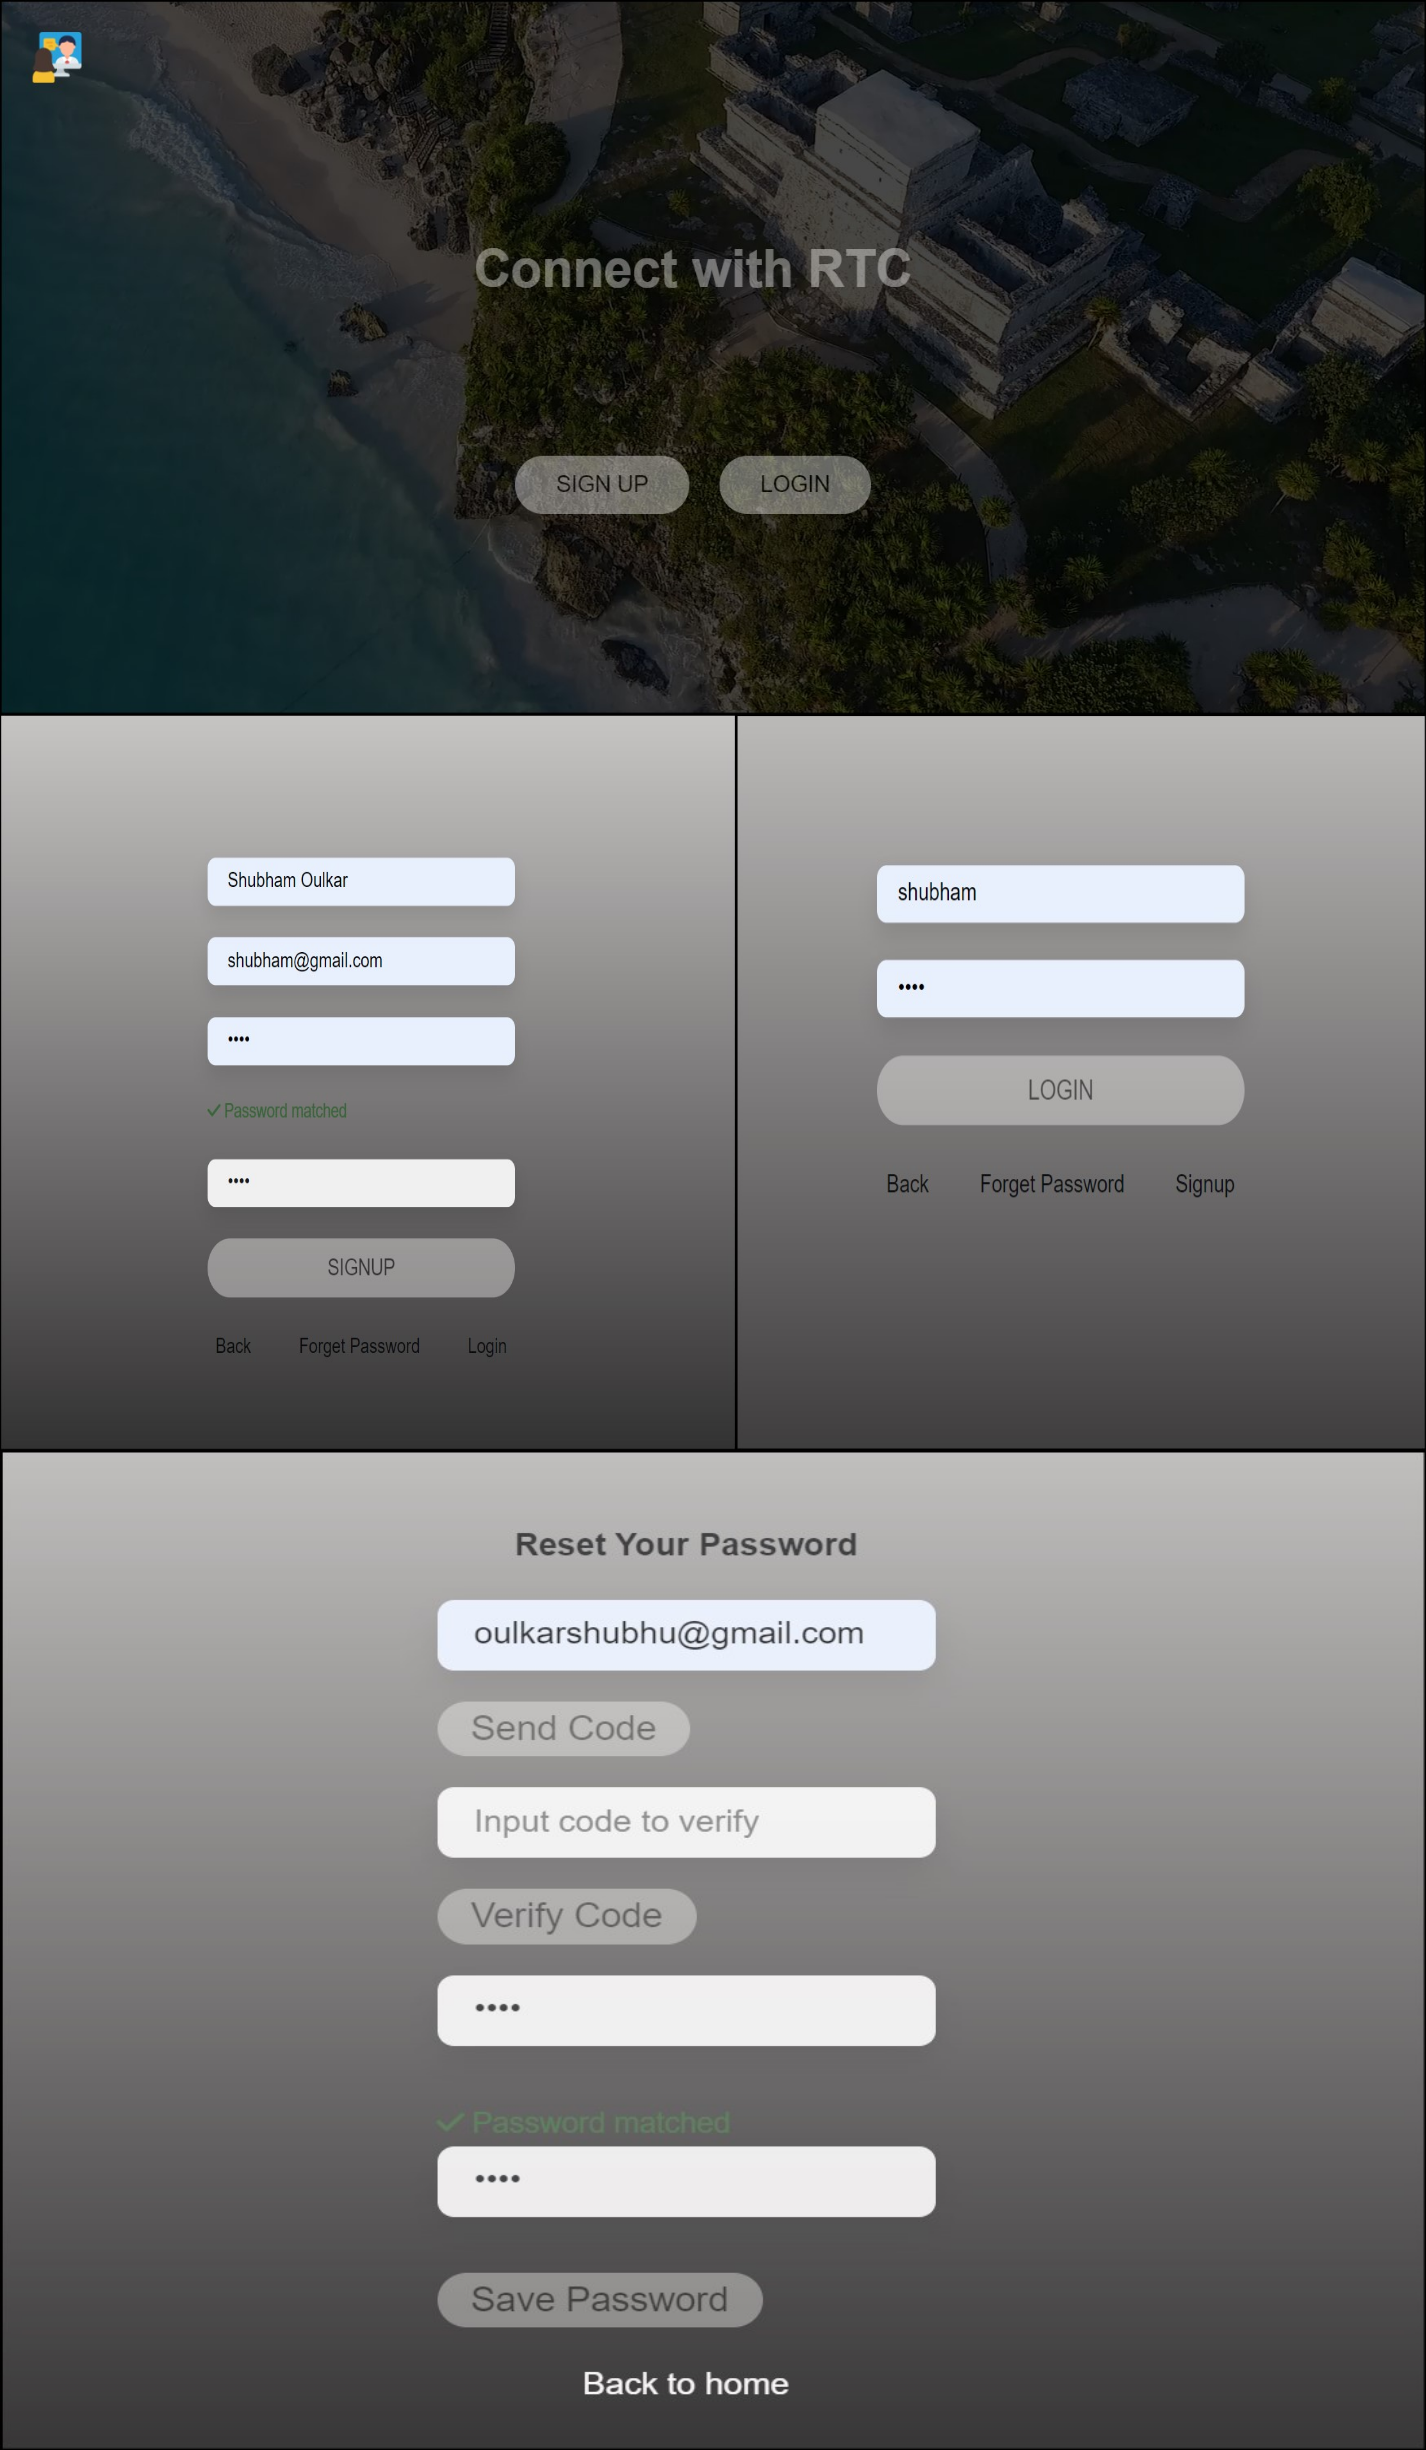 Connect with RTC
SIGN UP LOGIN
Shubham Oulkar
shubham@gmail.com
••••
✓ Password matched
••••
SIGNUP
Back Forget Password Login
shubham
••••
LOGIN
Back Forget Password Signup
Reset Your Password
oulkarshubhu@gmail.com
Send Code
Input code to verify
Verify Code
••••
✓ Password matched
••••
Save Password
Back to home